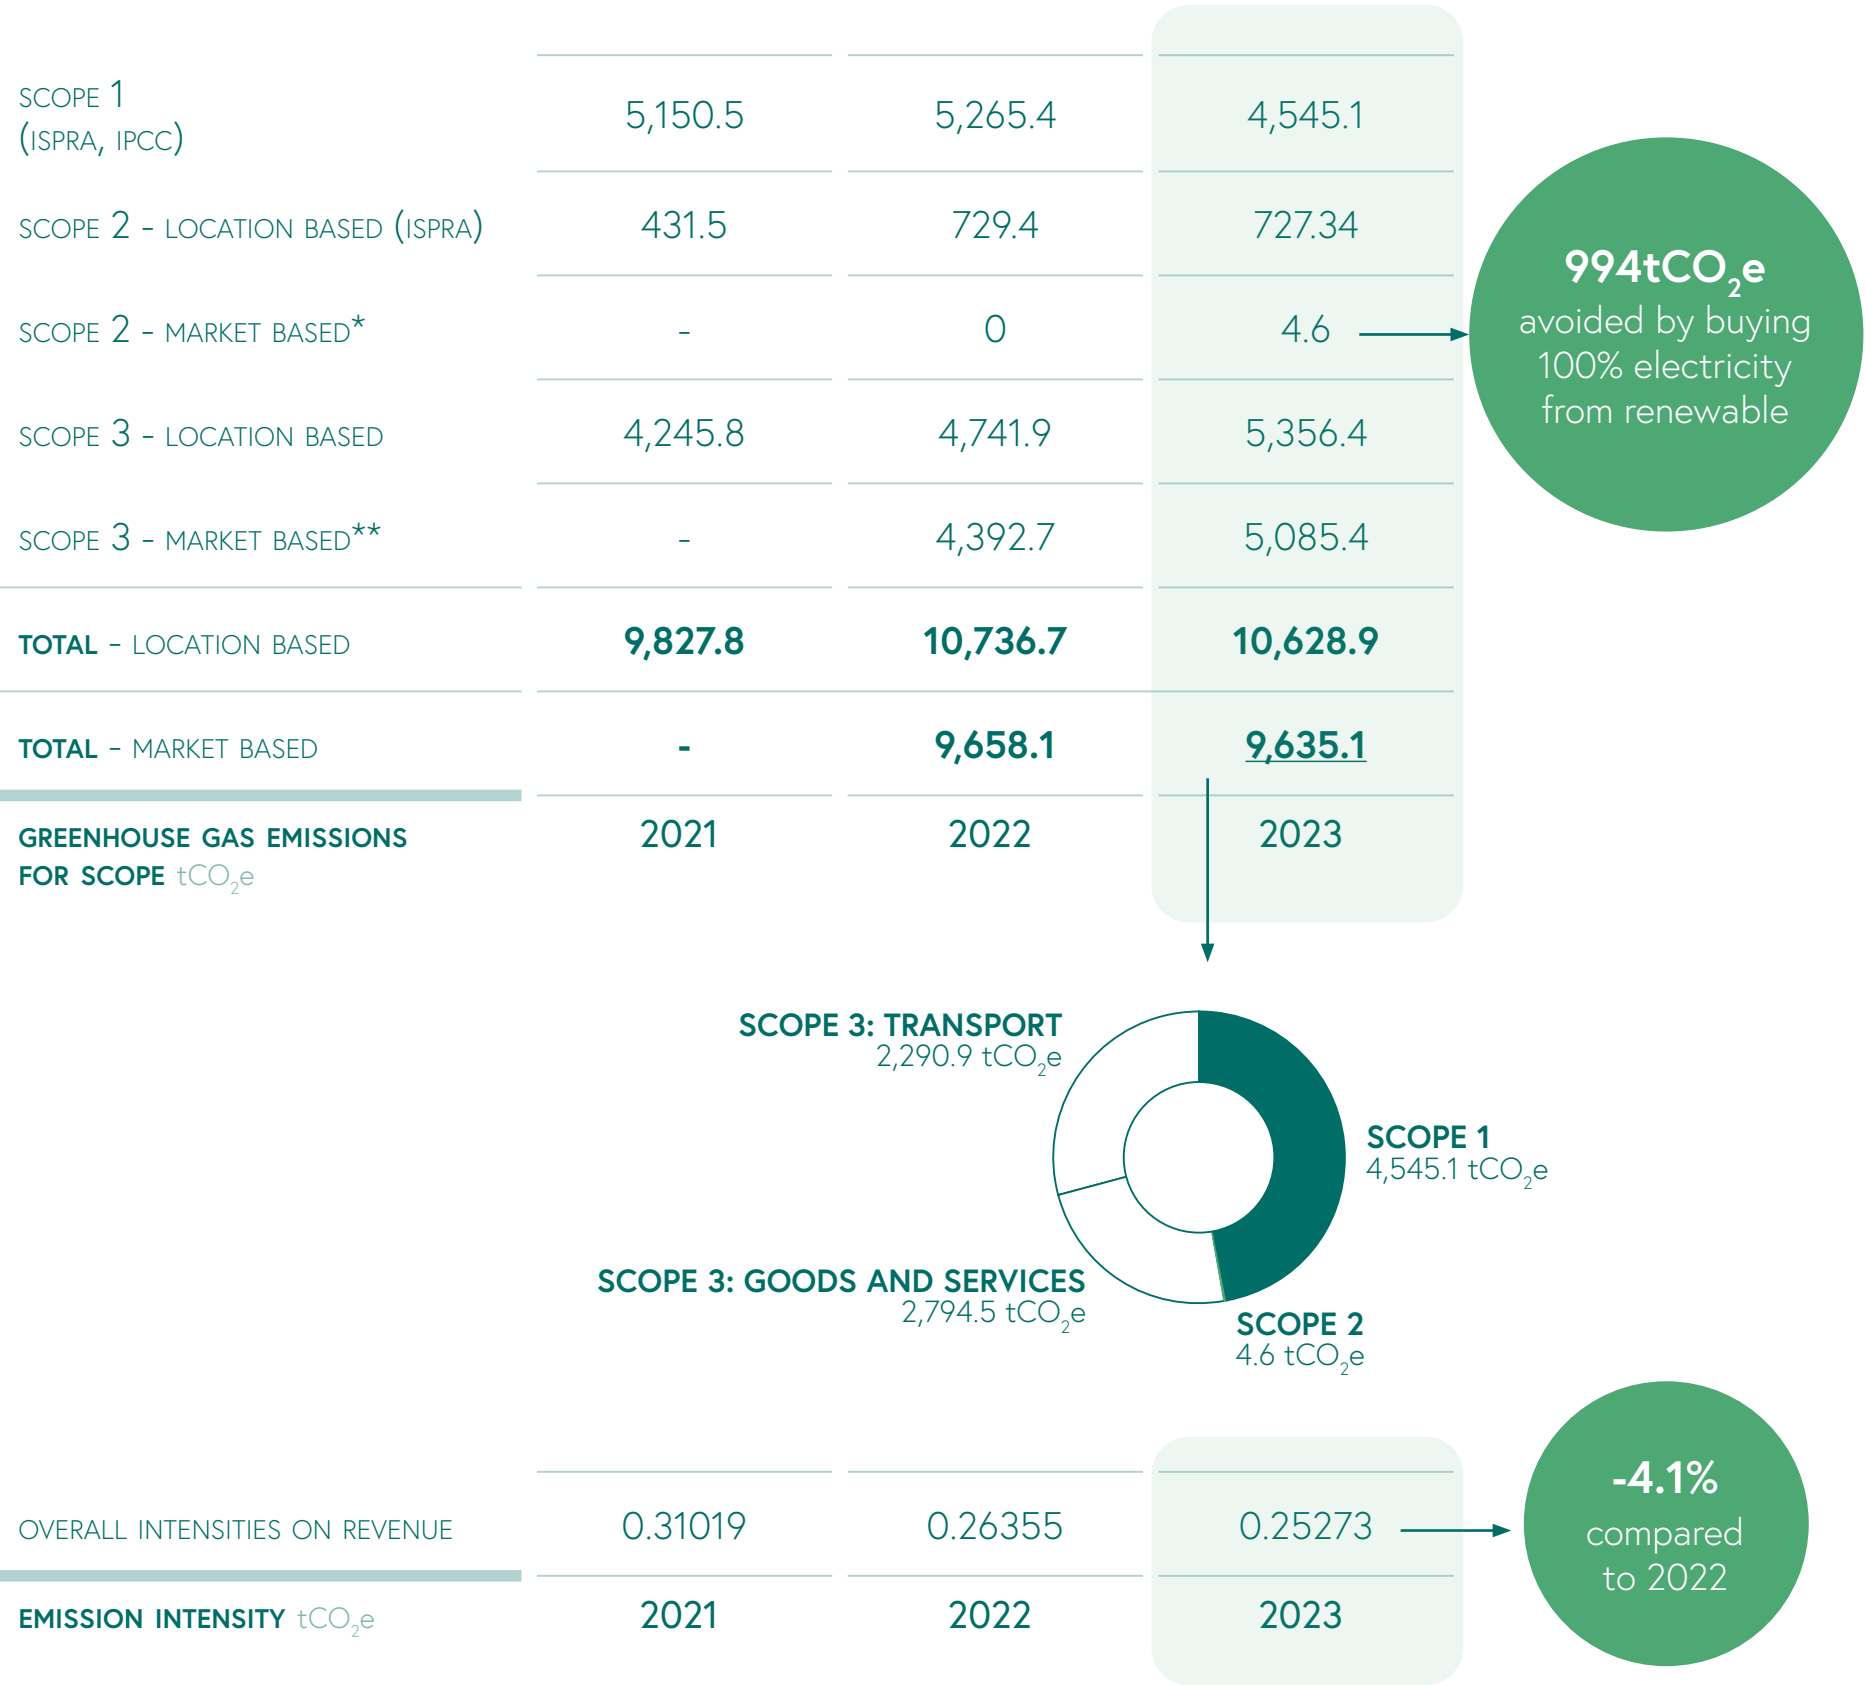 SCOPE 1
(ISPRA, IPCC)
5,150.5 5,265.4 4,545.1
SCOPE 2 - LOCATION BASED (ISPRA) 431.5 729.4 727.34
SCOPE 2 - MARKET BASED* - 0 4.6
994tCO₂e
avoided by buying
100% electricity
from renewable
SCOPE 3 - LOCATION BASED 4,245.8 4,741.9 5,356.4
SCOPE 3 - MARKET BASED** - 4,392.7 5,085.4
TOTAL - LOCATION BASED 9,827.8 10,736.7 10,628.9
TOTAL - MARKET BASED - 9,658.1 9,635.1
GREENHOUSE GAS EMISSIONS
FOR SCOPE tCO₂e
2021 2022 2023
SCOPE 3: TRANSPORT
2,290.9 tCO₂e
SCOPE 1
4,545.1 tCO₂e
SCOPE 3: GOODS AND SERVICES
2,794.5 tCO₂e
SCOPE 2
4.6 tCO₂e
OVERALL INTENSITIES ON REVENUE 0.31019 0.26355 0.25273
-4.1%
compared
to 2022
EMISSION INTENSITY tCO₂e 2021 2022 2023